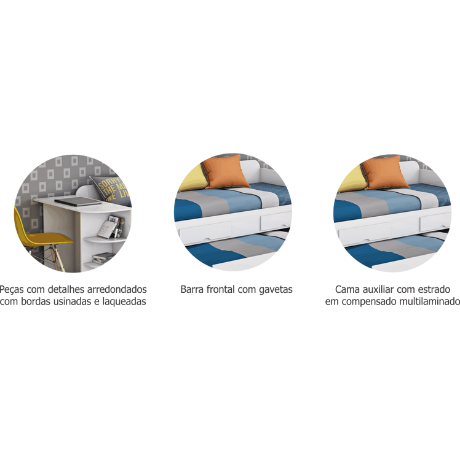 Peças com detalhes arredondados
com bordas usinadas e laqueadas
Barra frontal com gavetas
Cama auxiliar com estrado
em compensado multilaminado